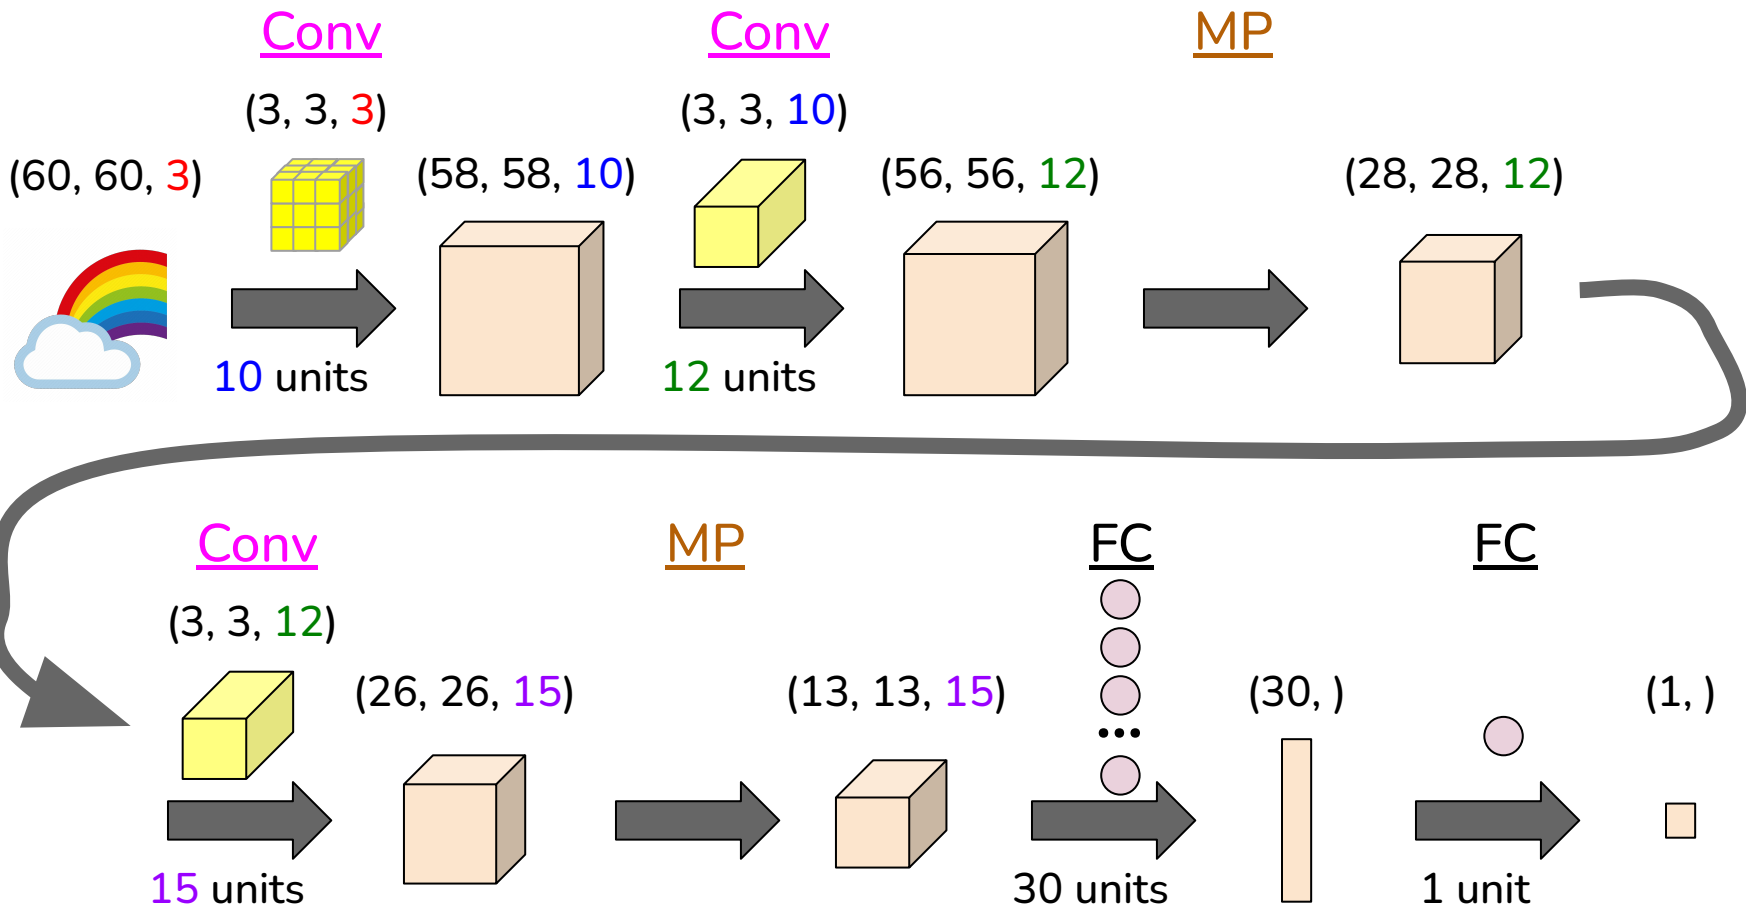 Conv Conv MP
(3, 3, 3) (3, 3, 10)
(60, 60, 3) (58, 58, 10) (56, 56, 12) (28, 28, 12)
10 units 12 units
Conv MP FC FC
(3, 3, 12)
(26, 26, 15) (13, 13, 15) (30, ) (1, )
...
15 units 30 units 1 unit